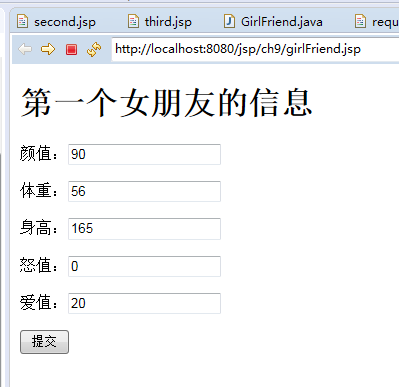 second.jsp third.jsp GirlFriend.java requ
http://localhost:8080/jsp/ch9/girlFriend.jsp
第一个女朋友的信息
颜值：90
体重：56
身高：165
怒值：0
爱值：20
提交